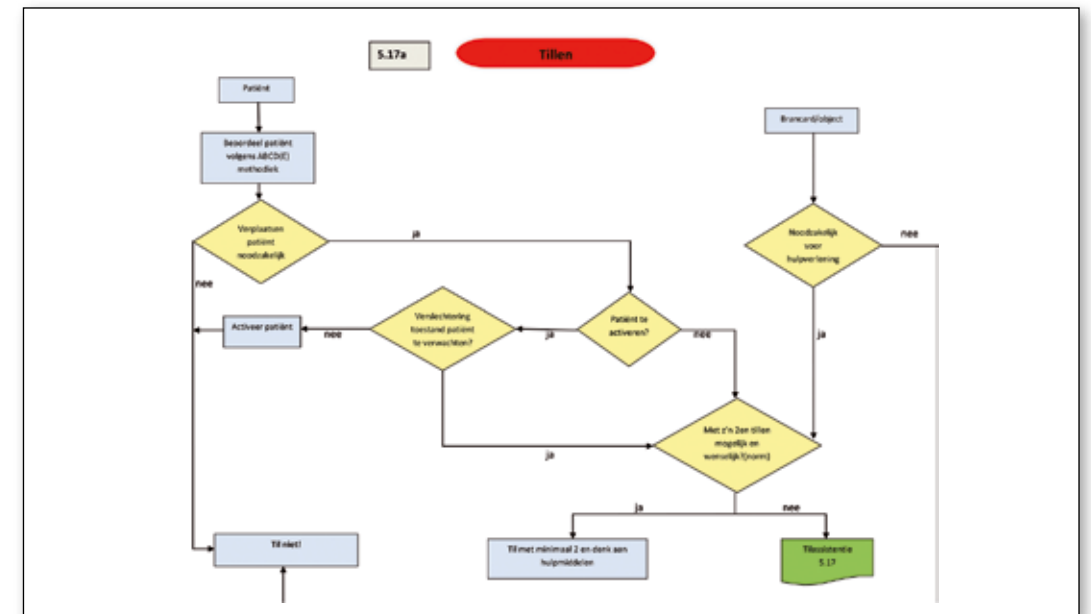 5.17a
Tillen
Patiënt
Beoordeel patiënt
volgens ABCD(E)
methodiek
Verplaatsen
patiënt
noodzakelijk
ja
nee
Brancard/object
Noodzakelijk
voor
hulpverlening
nee
ja
Patiënt te
activeren?
ja
nee
Verslechtering
toestand patiënt
te verwachten?
nee
ja
Activeer patiënt
Met z'n 2en tillen
mogelijk en
wenselijk?(norm)
ja
nee
Til niet!
Til met minimaal 2 en denk aan
hulpmiddelen
Tilassistentie
5.17